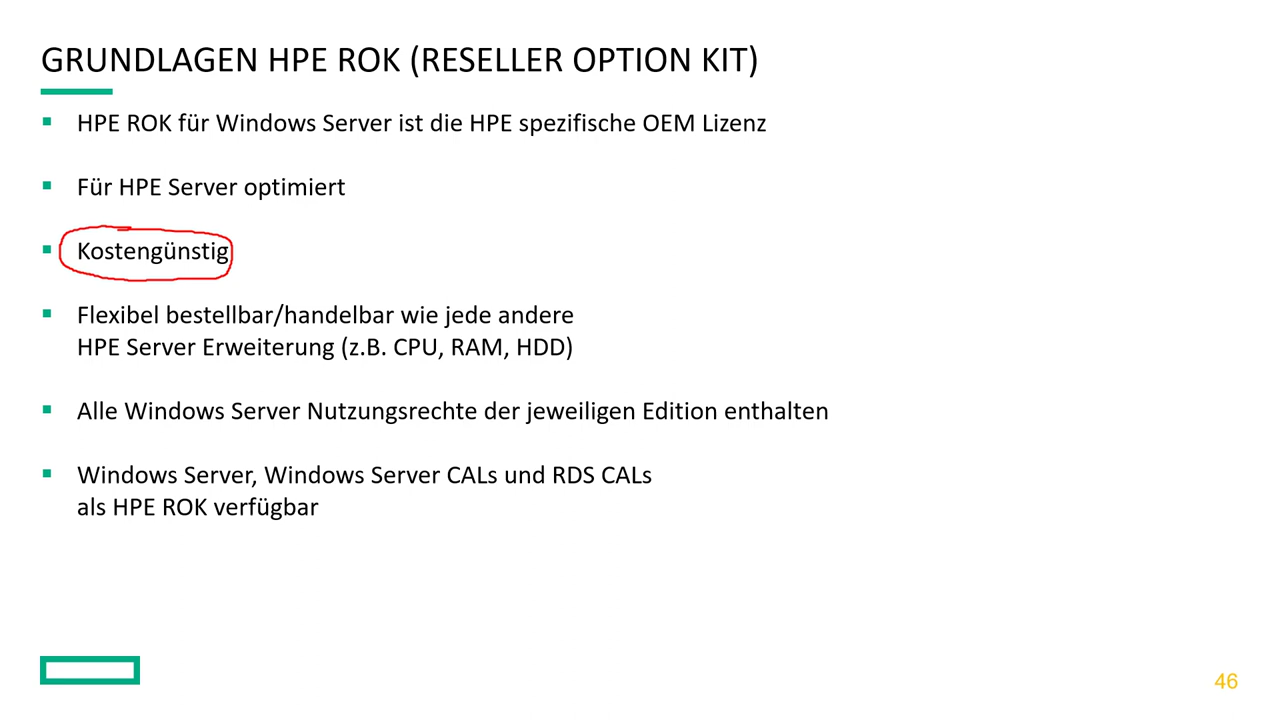 GRUNDLAGEN HPE ROK (RESELLER OPTION KIT)
HPE ROK für Windows Server ist die HPE spezifische OEM Lizenz
Für HPE Server optimiert
Kostengünstig
Flexibel bestellbar/handelbar wie jede andere
HPE Server Erweiterung (z.B. CPU, RAM, HDD)
Alle Windows Server Nutzungsrechte der jeweiligen Edition enthalten
Windows Server, Windows Server CALs und RDS CALs
als HPE ROK verfügbar
46